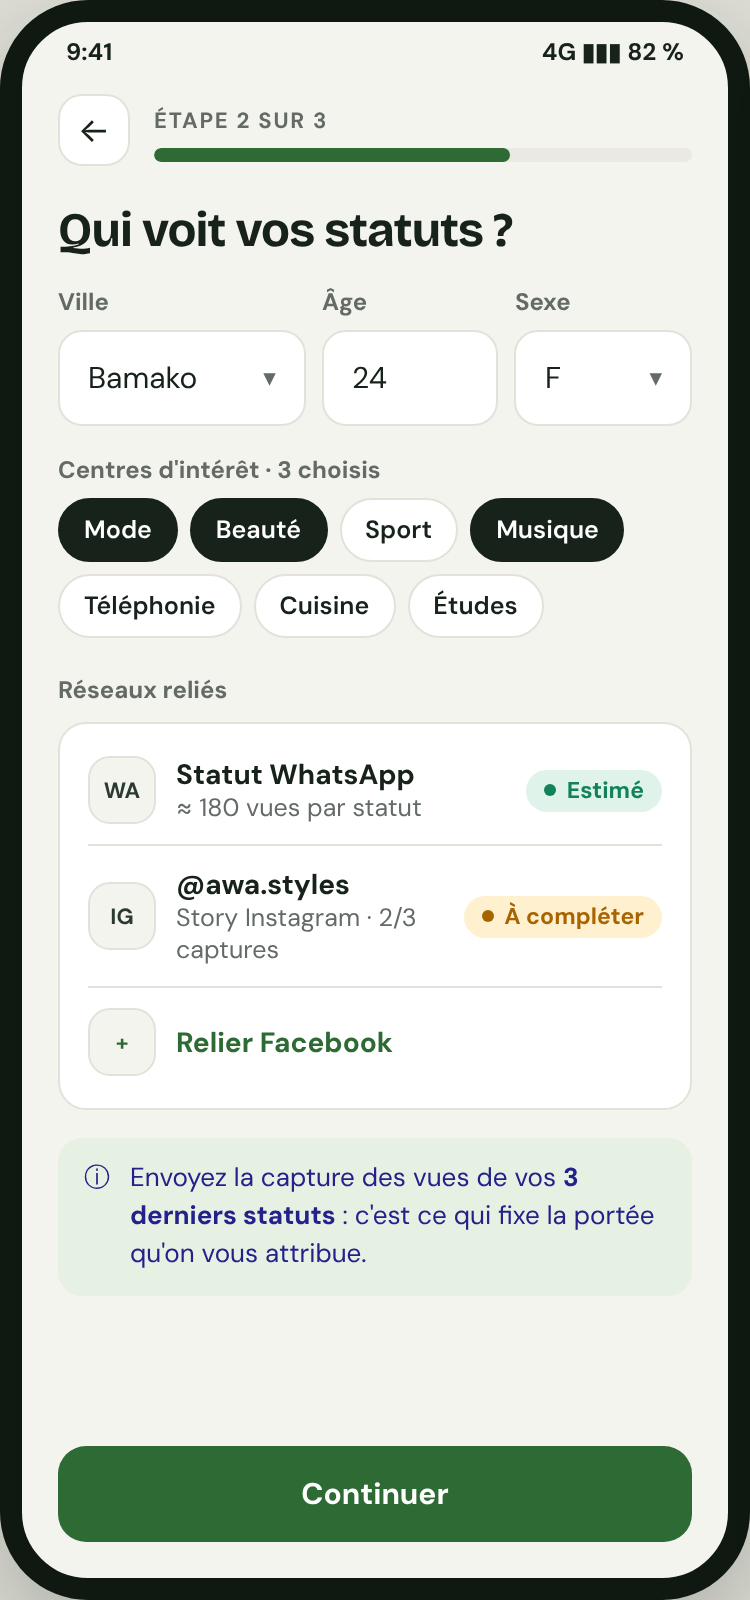 9:41
4G ▮▮▮ 82 %
←
ÉTAPE 2 SUR 3
Qui voit vos statuts ?
Ville
Âge
Sexe
Bamako ▼
24
F ▼
Centres d'intérêt · 3 choisis
Mode
Beauté
Sport
Musique
Téléphonie
Cuisine
Études
Réseaux reliés
WA
Statut WhatsApp
≈ 180 vues par statut
Estimé
IG
@awa.styles
Story Instagram · 2/3
captures
À compléter
+
Relier Facebook
ⓘ Envoyez la capture des vues de vos 3
derniers statuts : c'est ce qui fixe la portée
qu'on vous attribue.
Continuer